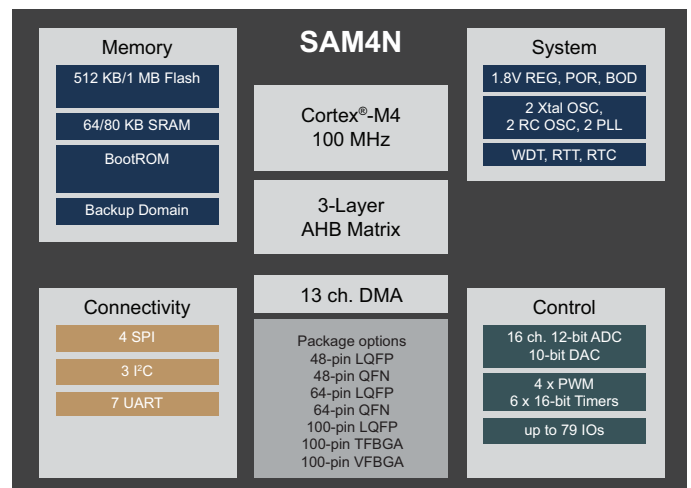 SAM4N
Memory
512 KB/1 MB Flash
64/80 KB SRAM
BootROM
Backup Domain
Cortex®-M4
100 MHz
3-Layer
AHB Matrix
13 ch. DMA
System
1.8V REG, POR, BOD
2 Xtal OSC,
2 RC OSC, 2 PLL
WDT, RTT, RTC
Connectivity
4 SPI
3 I²C
7 UART
Package options
48-pin LQFP
48-pin QFN
64-pin LQFP
64-pin QFN
100-pin LQFP
100-pin TFBGA
100-pin VFBGA
Control
16 ch. 12-bit ADC
10-bit DAC
4 x PWM
6 x 16-bit Timers
up to 79 IOs